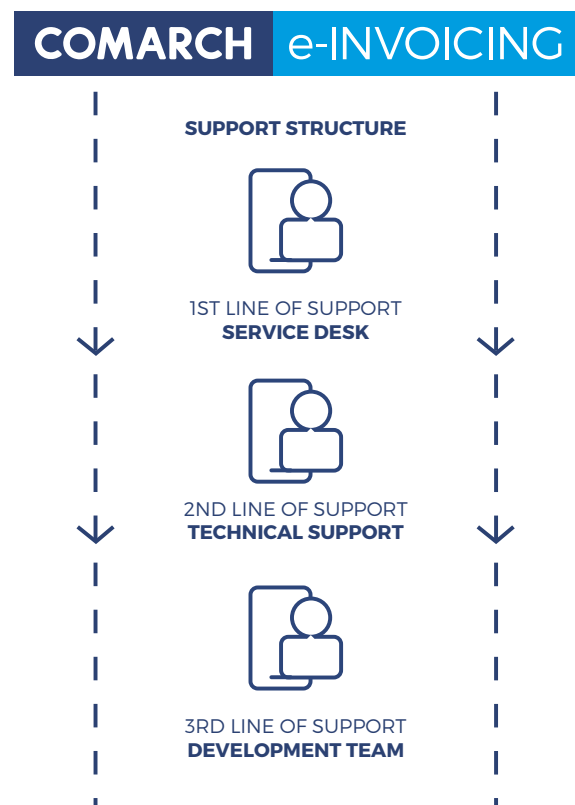 COMARCH e-INVOICING
SUPPORT STRUCTURE
1ST LINE OF SUPPORT
SERVICE DESK
2ND LINE OF SUPPORT
TECHNICAL SUPPORT
3RD LINE OF SUPPORT
DEVELOPMENT TEAM